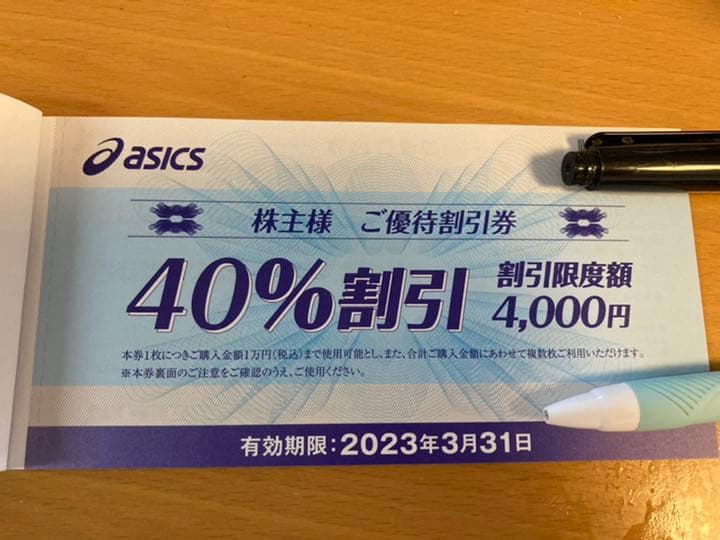 asics
株主様 ご優待割引券
40%割引
割引限度額
4,000円
本券1枚につきご購入金額1万円(税込)まで使用可能とし、また、合計ご購入金額にあわせて複数枚ご利用いただけます。
※本券裏面のご注意をご確認のうえ、ご使用ください。
有効期限:2023年3月31日